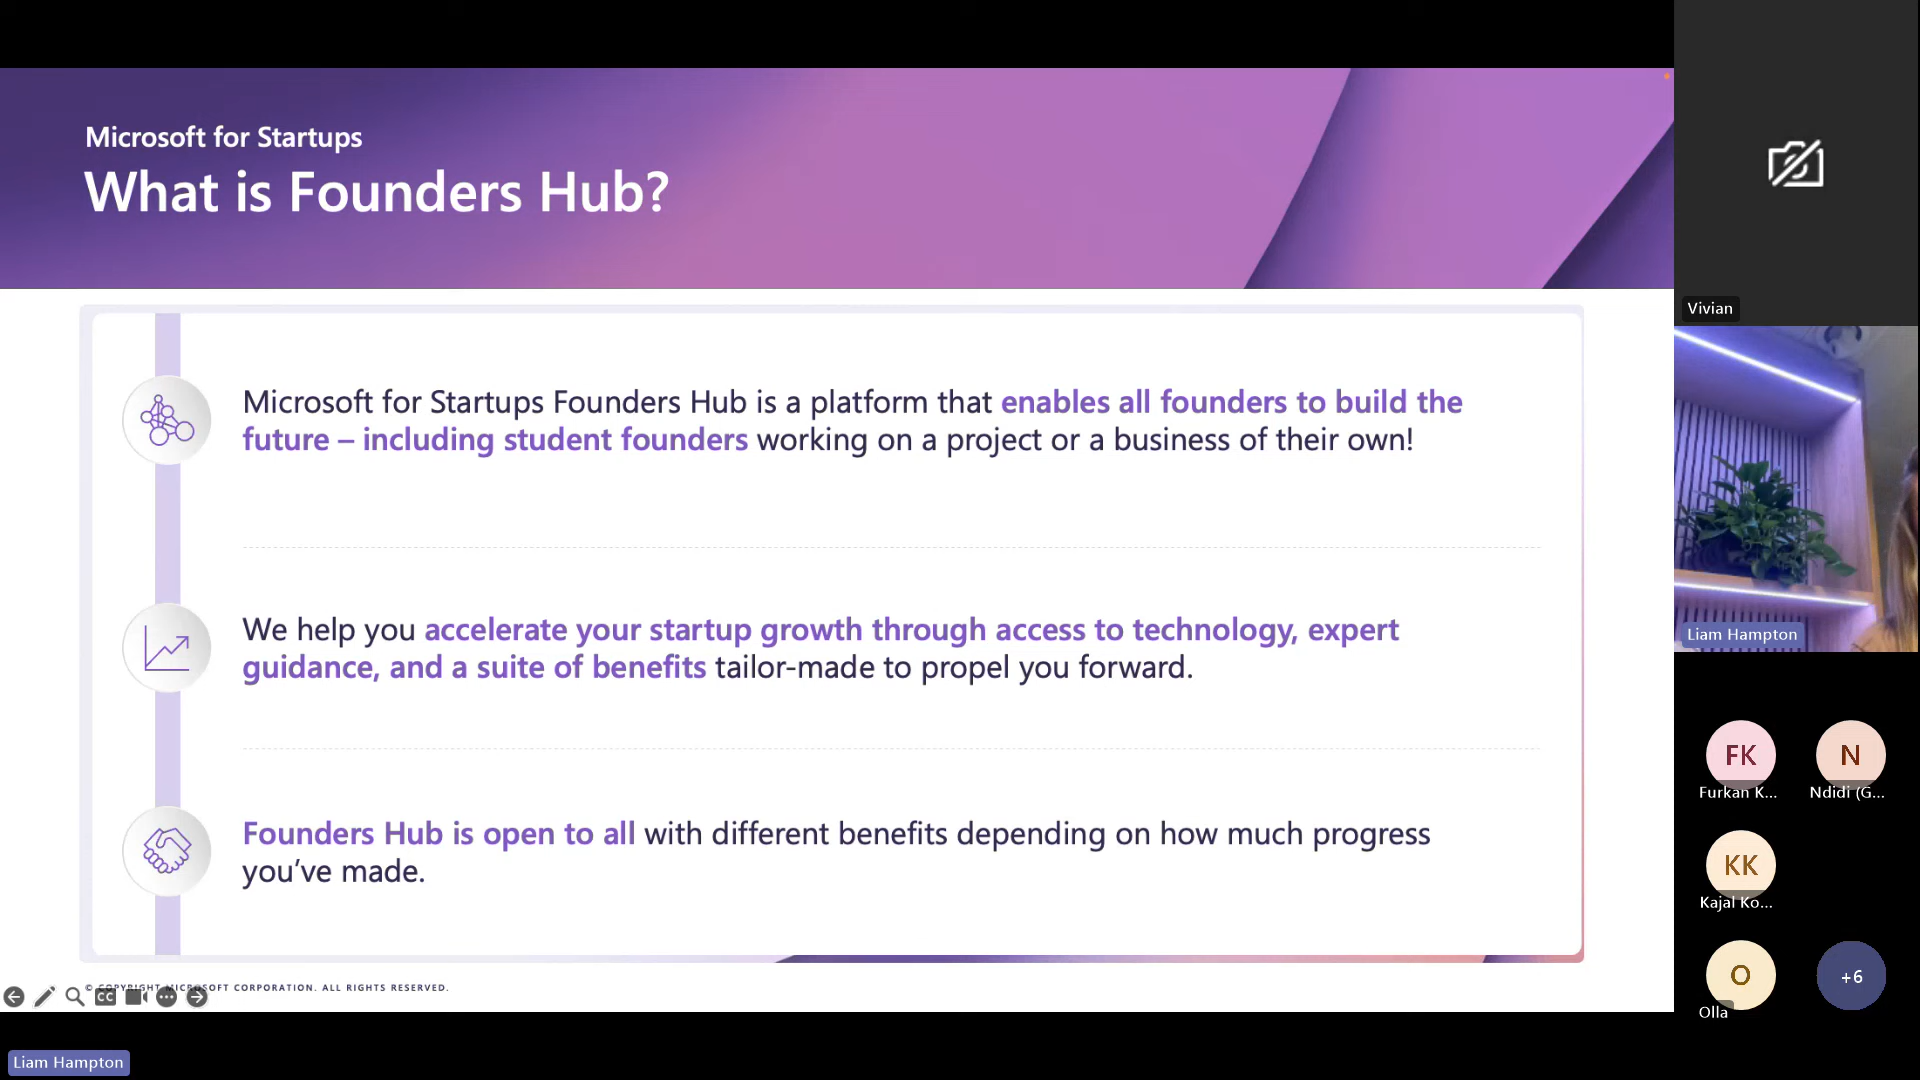 Microsoft for Startups
What is Founders Hub?
Microsoft for Startups Founders Hub is a platform that enables all founders to build the
future – including student founders working on a project or a business of their own!
We help you accelerate your startup growth through access to technology, expert
guidance, and a suite of benefits tailor-made to propel you forward.
Founders Hub is open to all with different benefits depending on how much progress
you’ve made.
© COPYRIGHT MICROSOFT CORPORATION. ALL RIGHTS RESERVED.
CC
Liam Hampton
Vivian
Liam Hampton
FK
N
Furkan K...
Ndidi (G...
KK
Kajal Ko...
O
+6
Olla